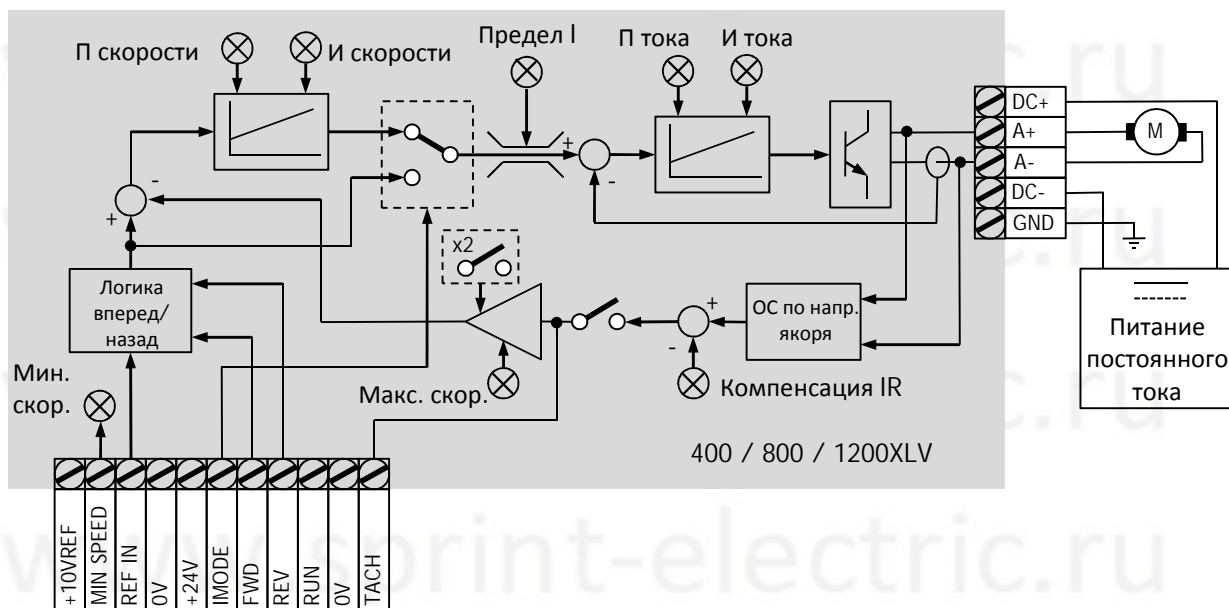 П скорости
И скорости
Предел I
П тока
И тока
DC+
A+
A-
DC-
GND
M
+
-
+
-
x2
Логика
вперед/
назад
ОС по напр.
якоря
+
-
Питание
постоянного
тока
Мин.
скор.
Макс. скор.
Компенсация IR
400 / 800 / 1200XLV
+10VREF
MIN SPEED
REF IN
0V
+24V
IMODE
FWD
REV
RUN
0V
TACH
www.sprint-electric.ru